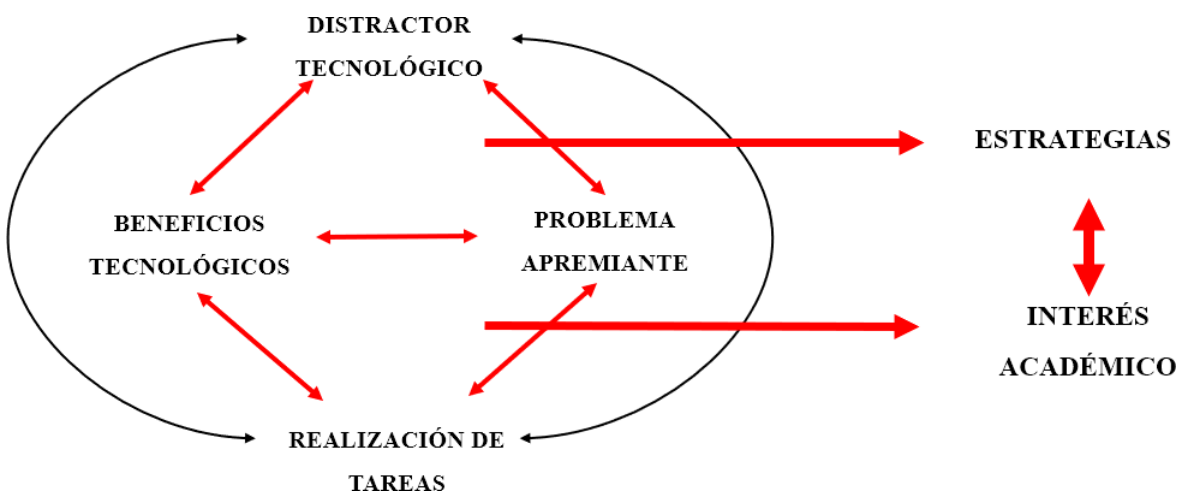 DISTRACTOR
TECNOLÓGICO
ESTRATEGIAS
BENEFICIOS
TECNOLÓGICOS
PROBLEMA
APREMIANTE
INTERÉS
ACADÉMICO
REALIZACIÓN DE
TAREAS